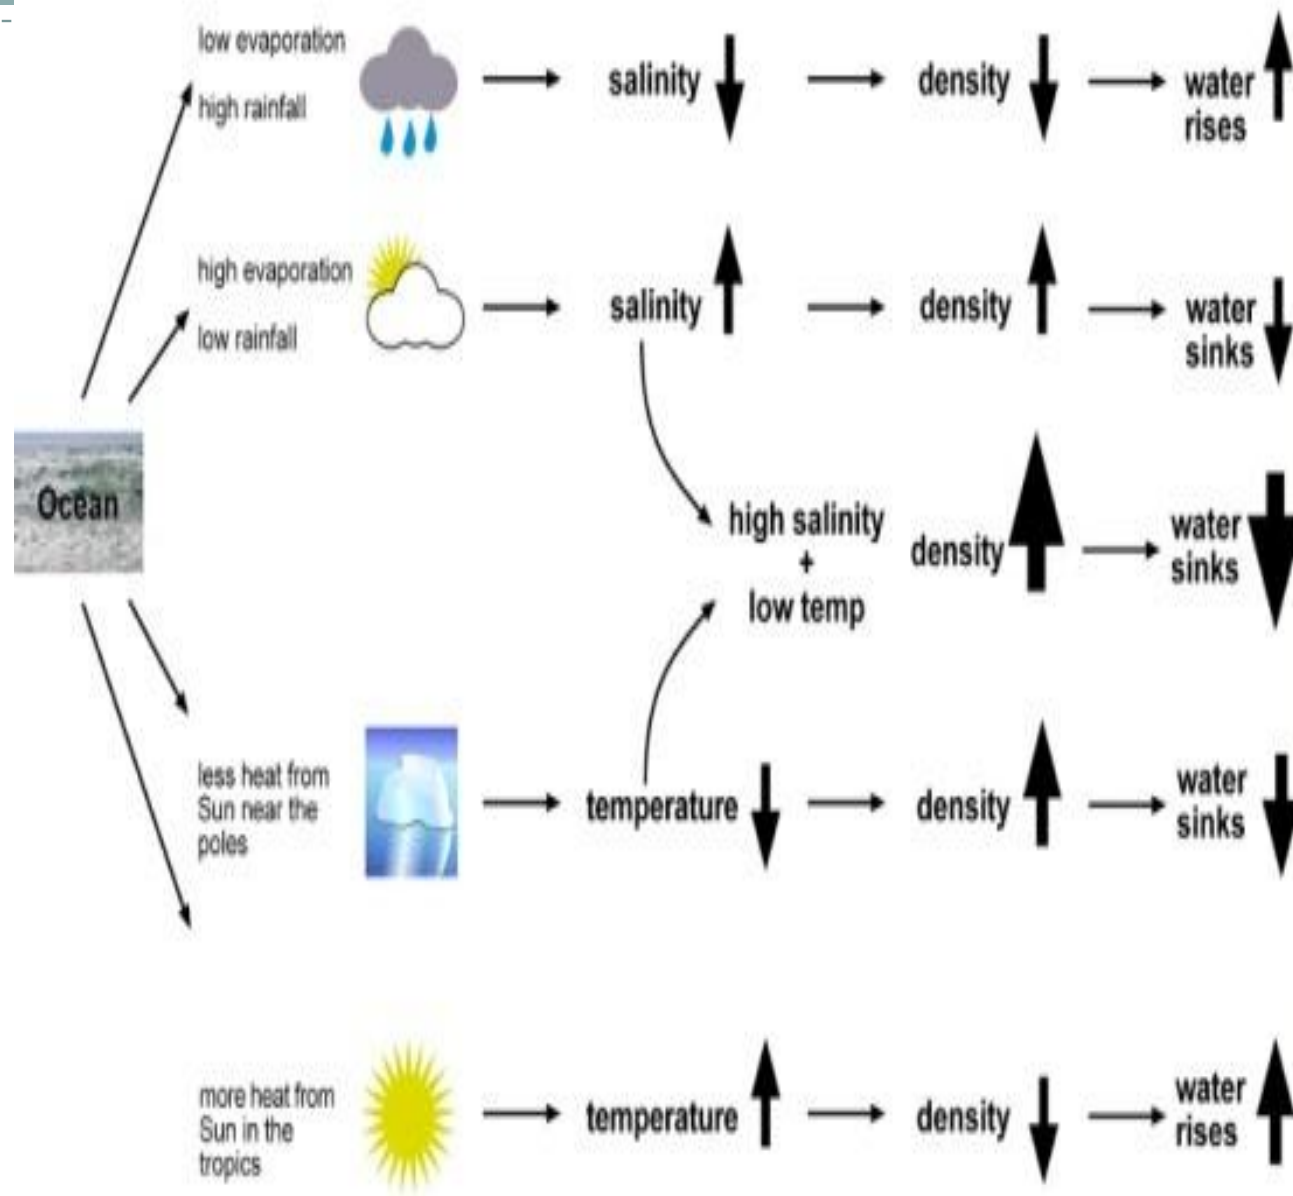 low evaporation
high rainfall
salinity
density
water
rises
high evaporation
low rainfall
salinity
density
water
sinks
Ocean
high salinity
+
low temp
density
water
sinks
less heat from
Sun near the
poles
temperature
density
water
sinks
more heat from
Sun in the
tropics
temperature
density
water
rises